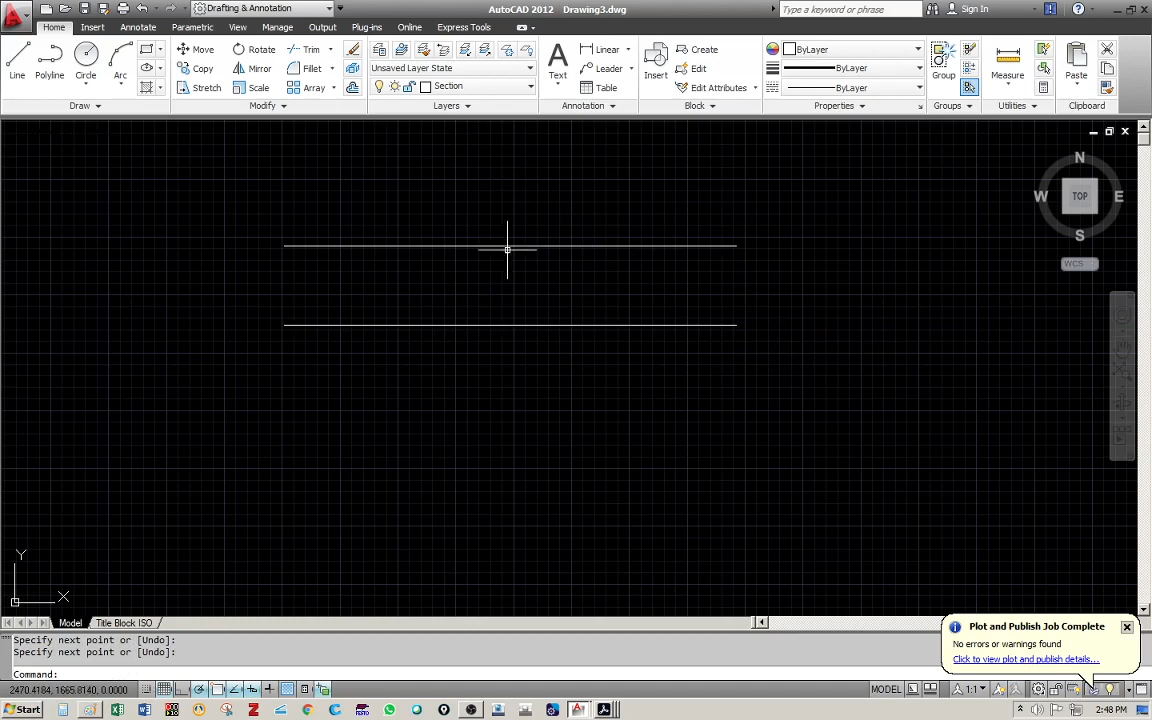 Drafting & Annotation
AutoCAD 2012 Drawing3.dwg
Type a keyword or phrase
Sign In
Home Insert Annotate Parametric View Manage Output Plug-ins Online Express Tools
Line
Polyline
Circle
Arc
Move Rotate Trim
Copy Mirror Fillet
Stretch Scale Array
Unsaved Layer State
Section
Text
Linear
Leader
Table
Insert
Create
Edit
Edit Attributes
ByLayer
ByLayer
ByLayer
Group
Measure
Paste
Draw Modify Layers Annotation Block Properties Groups Utilities Clipboard
N
W TOP E
S
WCS
Y
X
Model Title Block ISO
Specify next point or [Undo]:
Specify next point or [Undo]:
Command:
Plot and Publish Job Complete
No errors or warnings found
Click to view plot and publish details...
2470.4184, 1665.8140, 0.0000
MODEL
1:1
Start
2:48 PM